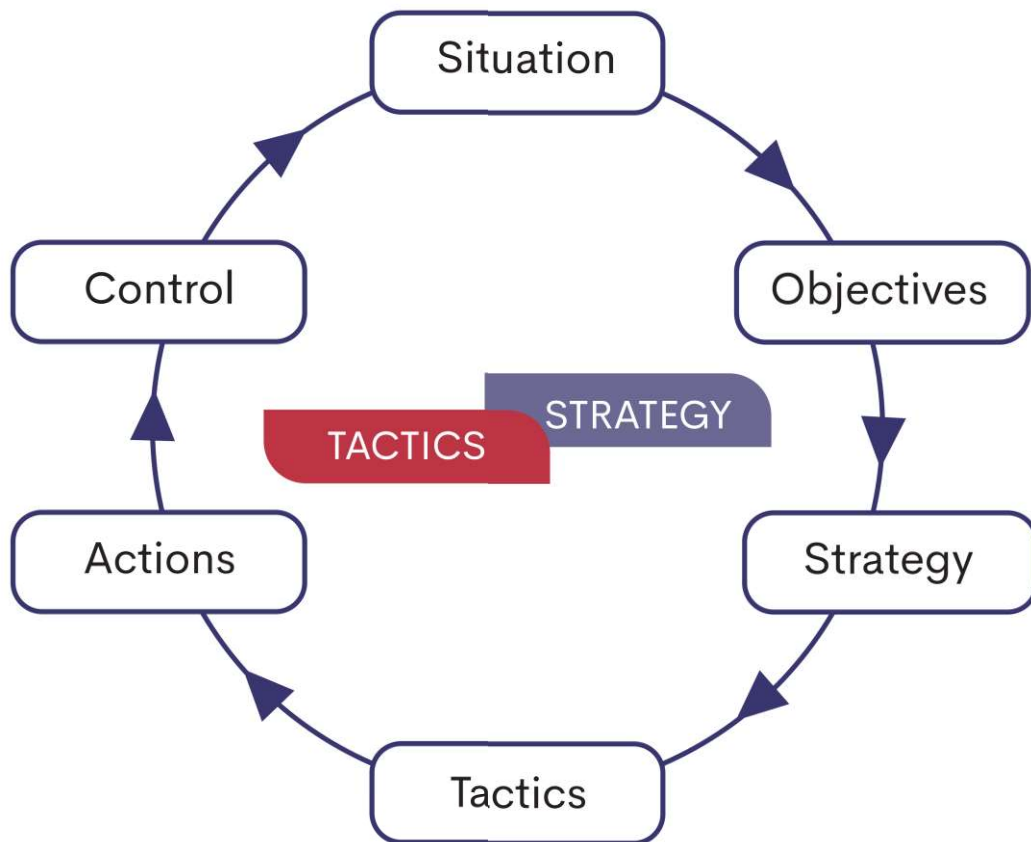 Situation
Control
Objectives
STRATEGY
TACTICS
Actions
Strategy
Tactics